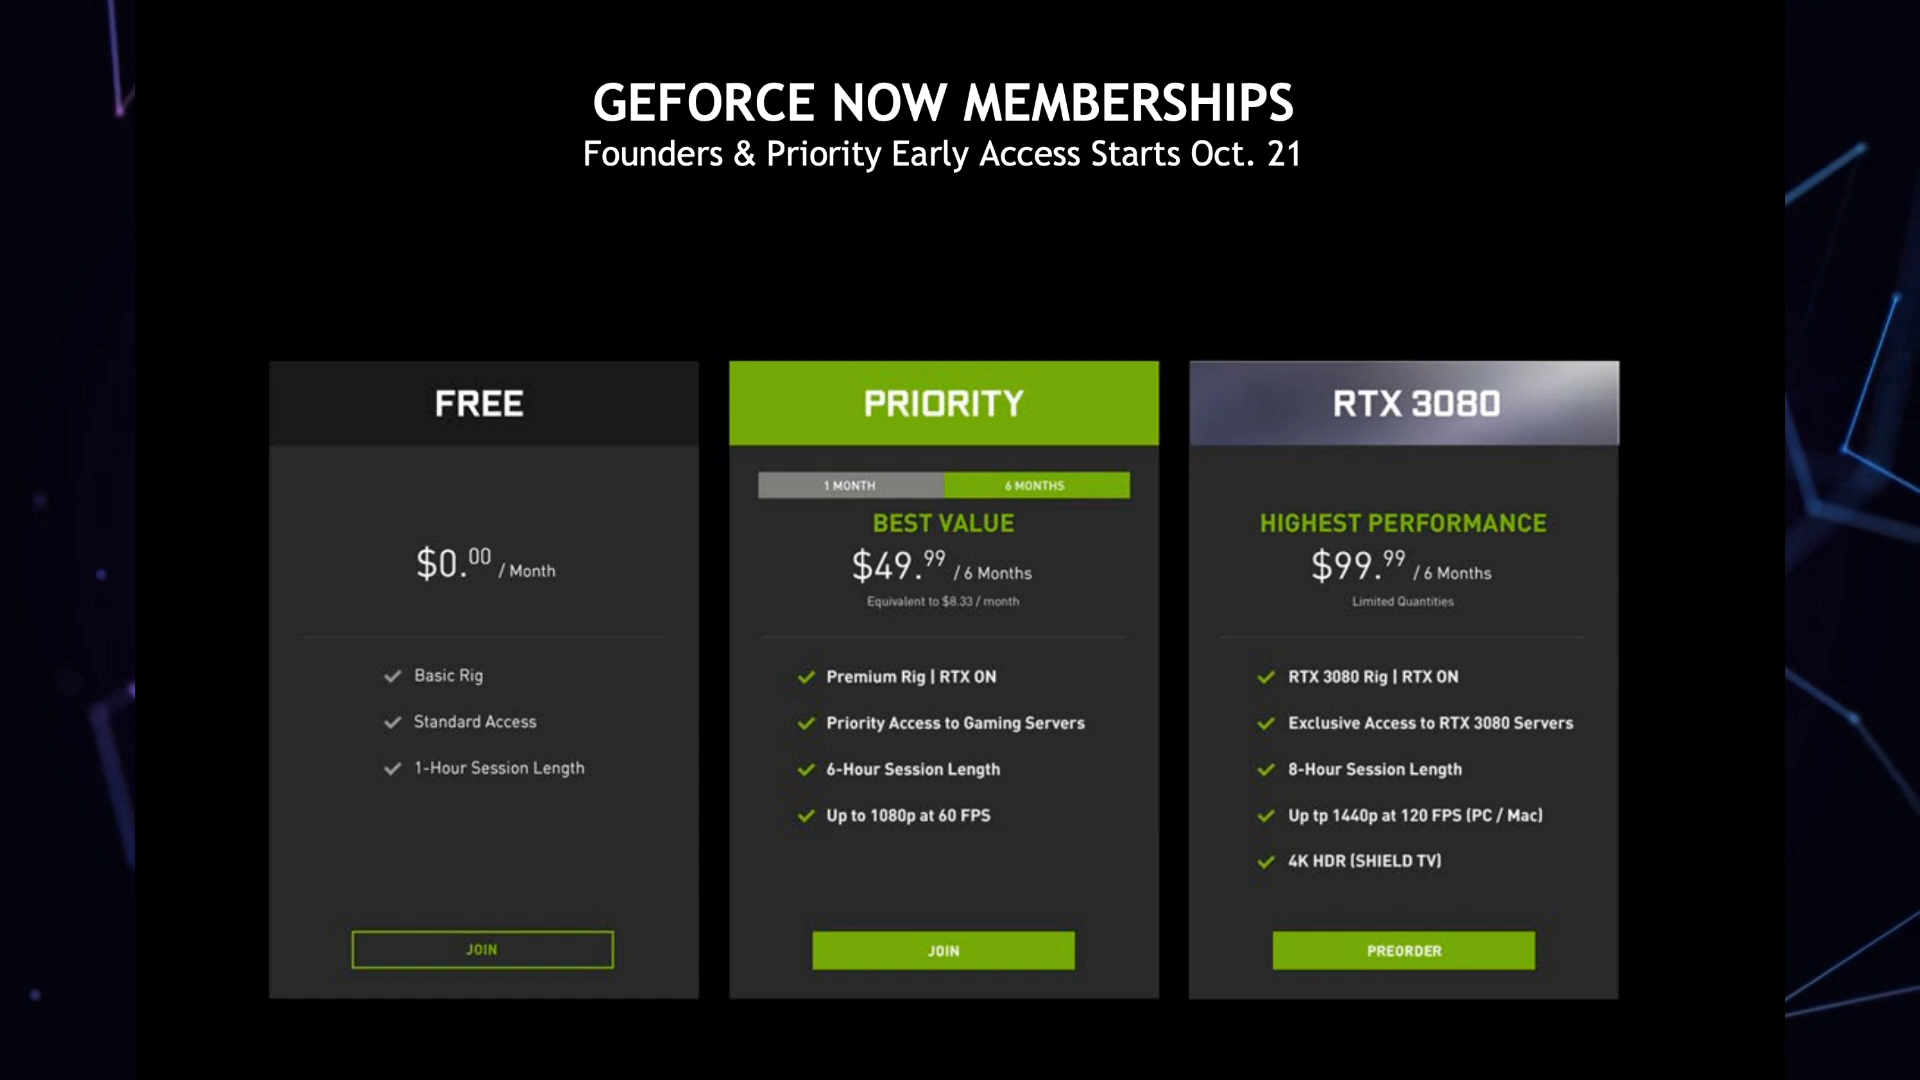 GEFORCE NOW MEMBERSHIPS
Founders & Priority Early Access Starts Oct. 21
FREE
$0.00 / Month
Basic Rig
Standard Access
1-Hour Session Length
JOIN
PRIORITY
1 MONTH
6 MONTHS
BEST VALUE
$49.99 / 6 Months
Equivalent to $8.33 / month
Premium Rig | RTX ON
Priority Access to Gaming Servers
6-Hour Session Length
Up to 1080p at 60 FPS
JOIN
RTX 3080
HIGHEST PERFORMANCE
$99.99 / 6 Months
Limited Quantities
RTX 3080 Rig | RTX ON
Exclusive Access to RTX 3080 Servers
8-Hour Session Length
Up tp 1440p at 120 FPS (PC / Mac)
4K HDR (SHIELD TV)
PREORDER